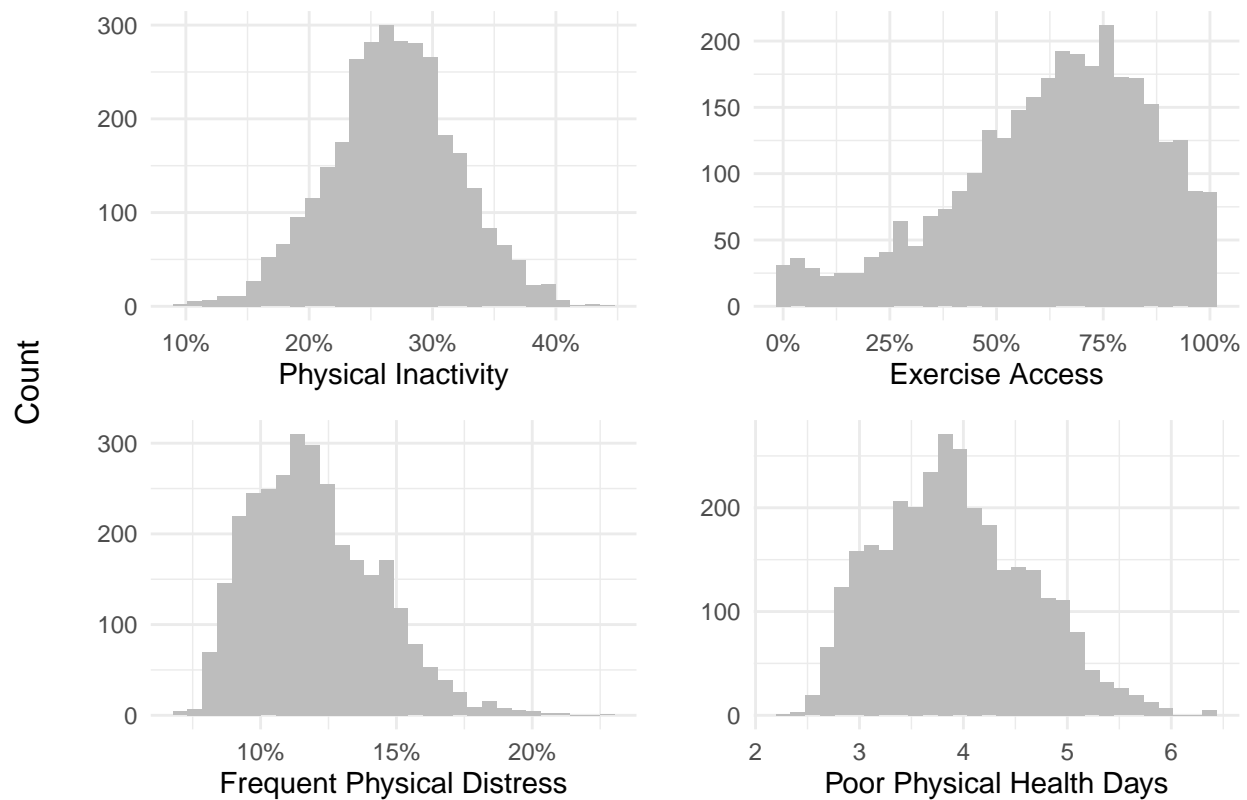 300
200
100
0
10% 20% 30% 40%
Physical Inactivity
200
150
100
50
0
0% 25% 50% 75% 100%
Exercise Access
Count
300
200
100
0
10% 15% 20%
Frequent Physical Distress
200
100
0
2 3 4 5 6
Poor Physical Health Days